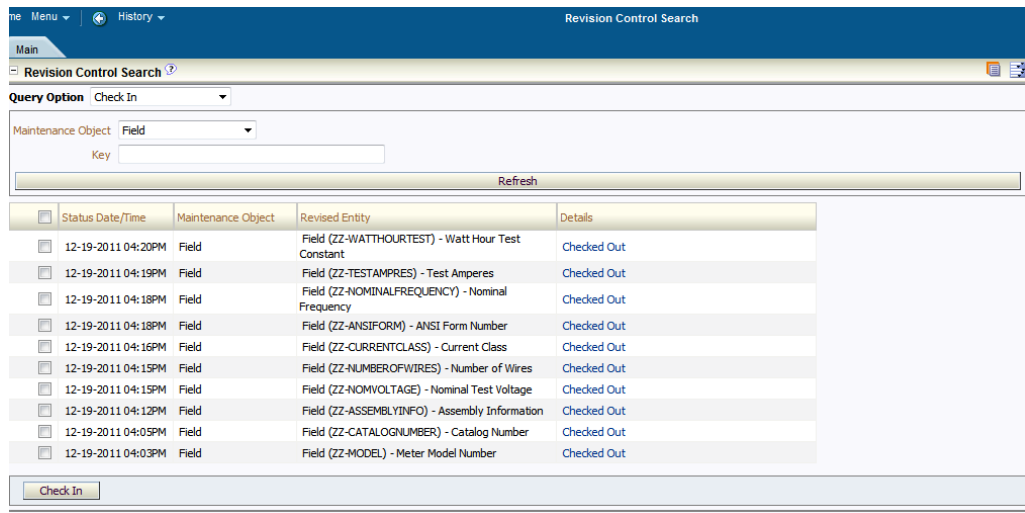 me Menu History Revision Control Search
Main
Revision Control Search ?
Query Option Check In
Maintenance Object Field
Key
Refresh
Status Date/Time Maintenance Object Revised Entity Details
12-19-2011 04:20PM Field Field (ZZ-WATTHOURTEST) - Watt Hour Test
Constant Checked Out
12-19-2011 04:19PM Field Field (ZZ-TESTAMPRES) - Test Amperes Checked Out
12-19-2011 04:18PM Field Field (ZZ-NOMINALFREQUENCY) - Nominal
Frequency Checked Out
12-19-2011 04:18PM Field Field (ZZ-ANSIFORM) - ANSI Form Number Checked Out
12-19-2011 04:16PM Field Field (ZZ-CURRENTCLASS) - Current Class Checked Out
12-19-2011 04:15PM Field Field (ZZ-NUMBEROFWIRES) - Number of Wires Checked Out
12-19-2011 04:15PM Field Field (ZZ-NOMVOLTAGE) - Nominal Test Voltage Checked Out
12-19-2011 04:12PM Field Field (ZZ-ASSEMBLYINFO) - Assembly Information Checked Out
12-19-2011 04:05PM Field Field (ZZ-CATALOGNUMBER) - Catalog Number Checked Out
12-19-2011 04:03PM Field Field (ZZ-MODEL) - Meter Model Number Checked Out
Check In